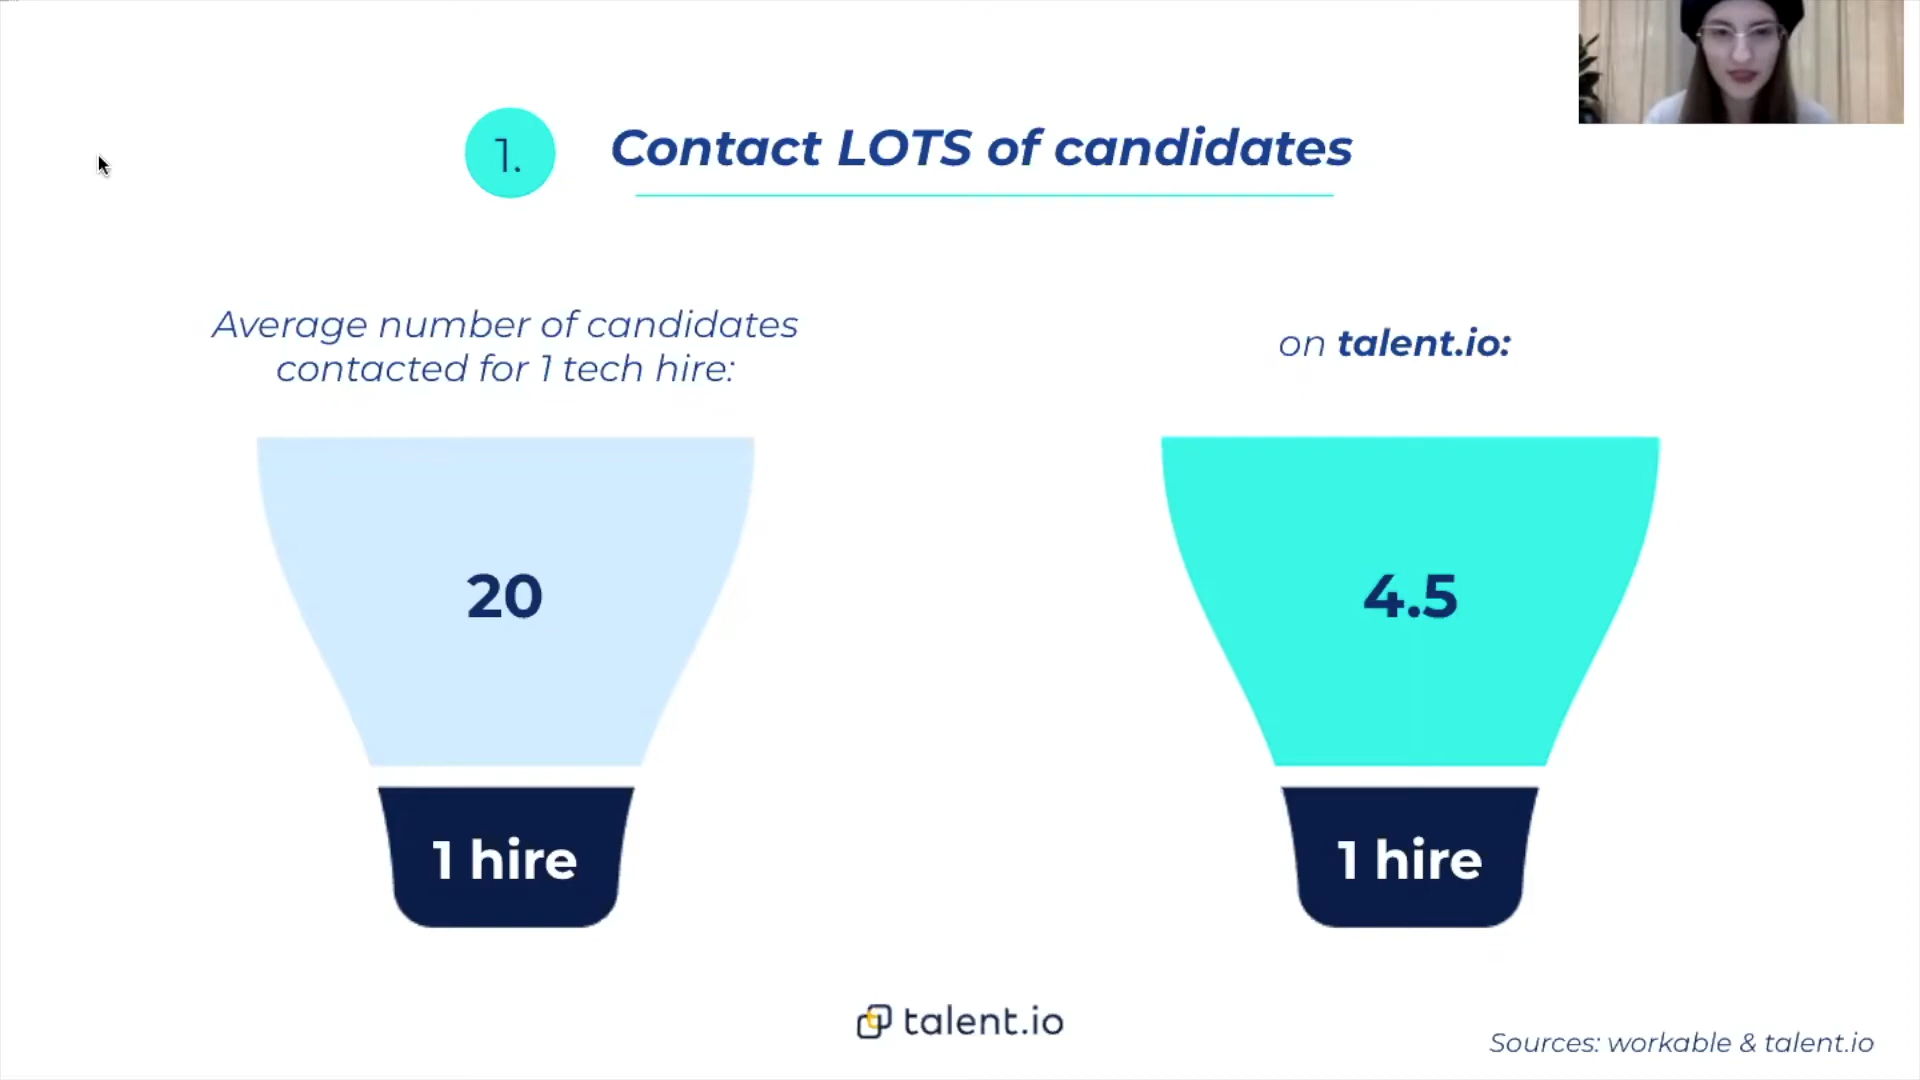 1.
Contact LOTS of candidates
Average number of candidates
contacted for 1 tech hire:
20
1 hire
on talent.io:
4.5
1 hire
talent.io
Sources: workable & talent.io